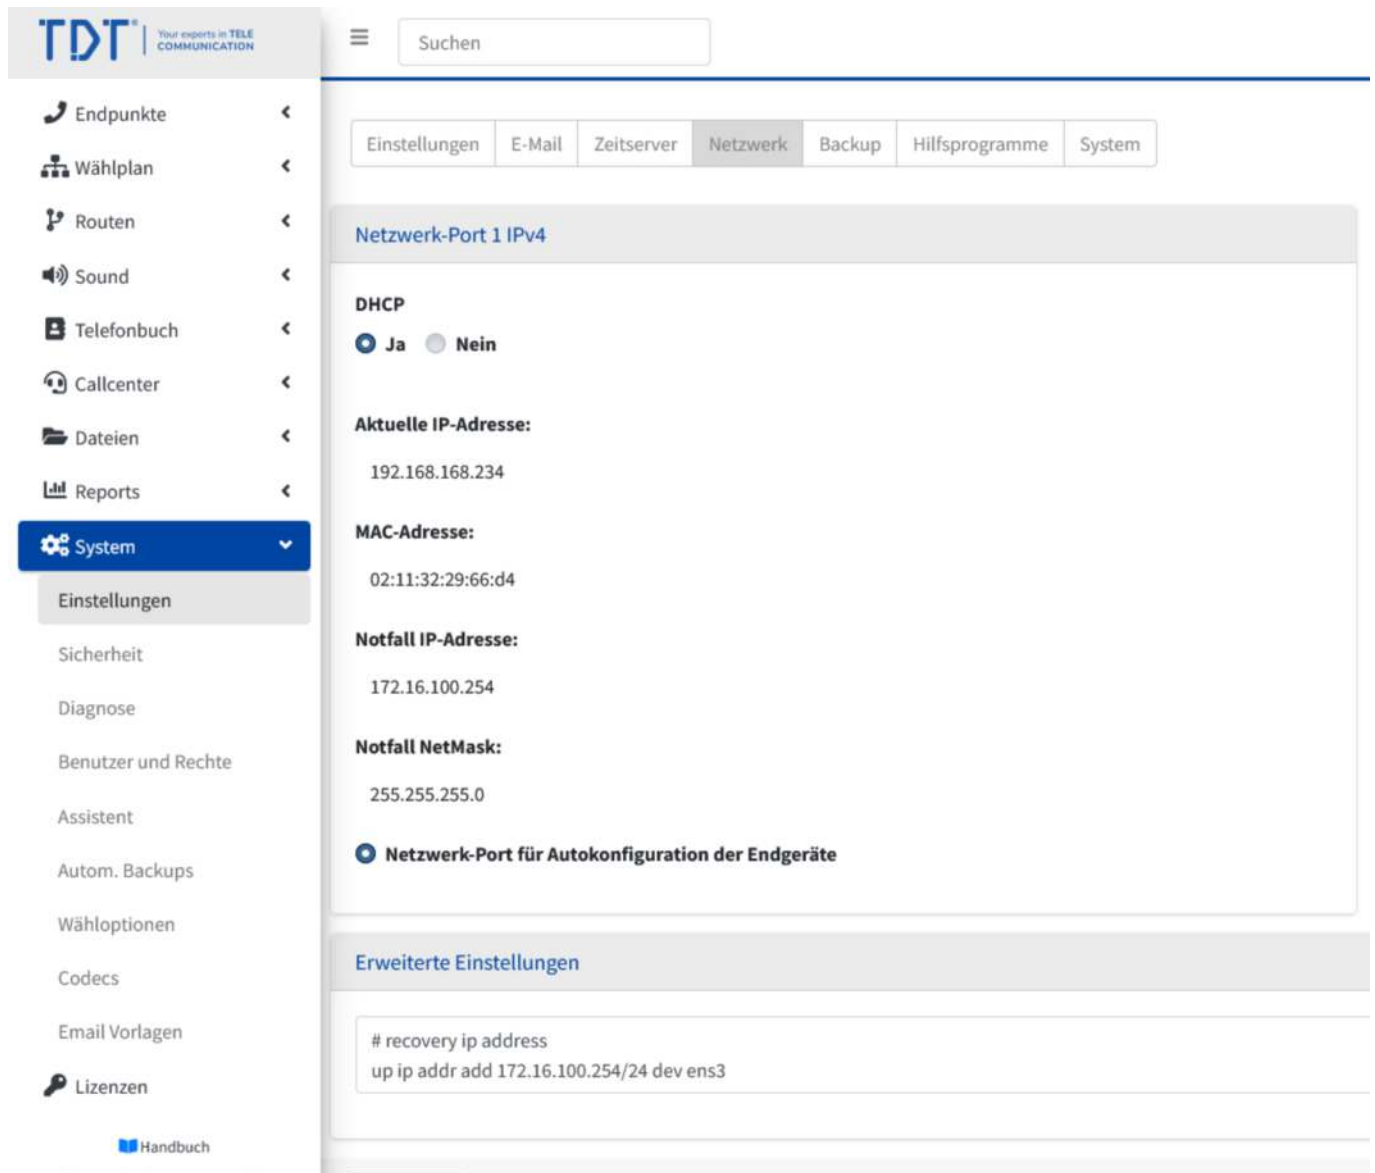 TDT
Your experts in TELE
COMMUNICATION
Suchen
Endpunkte
Wählplan
Routen
Sound
Telefonbuch
Callcenter
Dateien
Reports
System
Einstellungen
Sicherheit
Diagnose
Benutzer und Rechte
Assistent
Autom. Backups
Wähloptionen
Codecs
Email Vorlagen
Lizenzen
Handbuch
Einstellungen E-Mail Zeitserver Netzwerk Backup Hilfsprogramme System
Netzwerk-Port 1 IPv4
DHCP
Ja Nein
Aktuelle IP-Adresse:
192.168.168.234
MAC-Adresse:
02:11:32:29:66:d4
Notfall IP-Adresse:
172.16.100.254
Notfall NetMask:
255.255.255.0
Netzwerk-Port für Autokonfiguration der Endgeräte
Erweiterte Einstellungen
# recovery ip address
up ip addr add 172.16.100.254/24 dev ens3